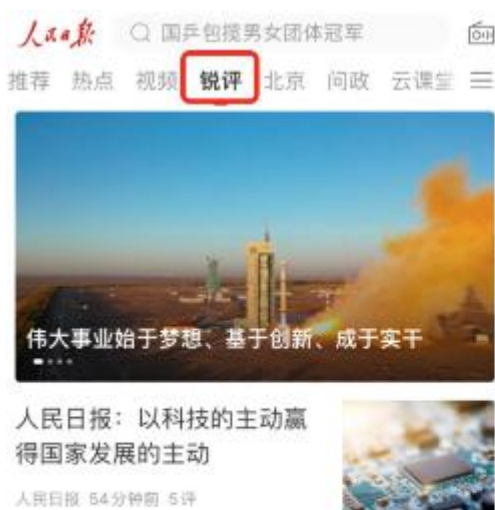 人民日报
国乒包揽男女团体冠军
推荐 热点 视频 锐评 北京 问政 云课堂
伟大事业始于梦想、基于创新、成于实干
人民日报：以科技的主动赢
得国家发展的主动
人民日报 54分钟前 5评